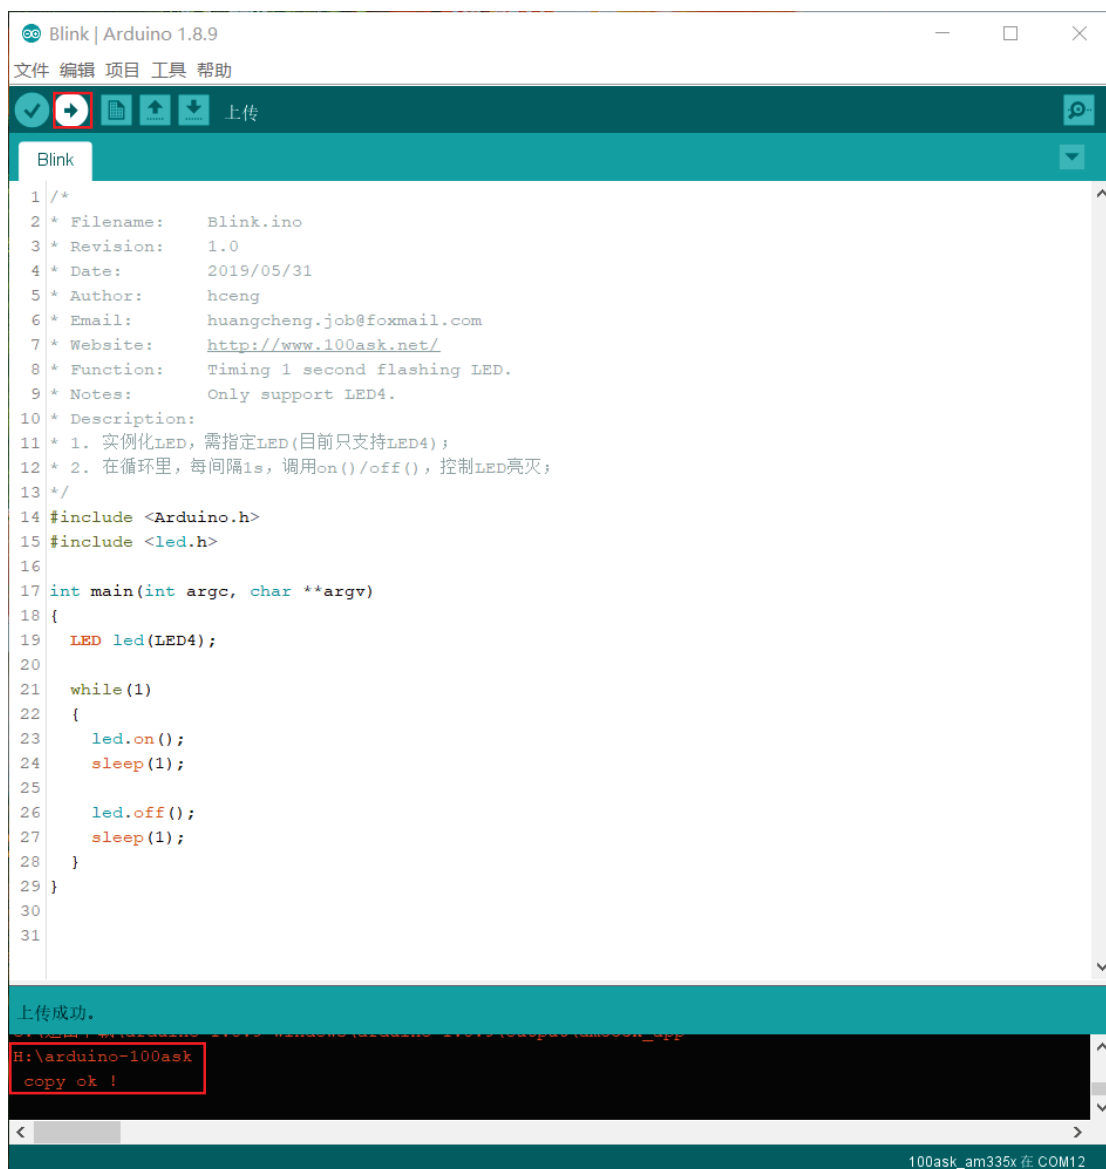 Blink | Arduino 1.8.9
文件 编辑 项目 工具 帮助
上传
Blink
1 /*
2 * Filename:    Blink.ino
3 * Revision:    1.0
4 * Date:        2019/05/31
5 * Author:      hceng
6 * Email:       huangcheng.job@foxmail.com
7 * Website:     http://www.100ask.net/
8 * Function:    Timing 1 second flashing LED.
9 * Notes:       Only support LED4.
10 * Description:
11 * 1. 实例化LED，需指定LED(目前只支持LED4)；
12 * 2. 在循环里，每间隔1s，调用on()/off()，控制LED亮灭；
13 */
14 #include <Arduino.h>
15 #include <led.h>
16
17 int main(int argc, char **argv)
18 {
19   LED led(LED4);
20
21   while(1)
22   {
23     led.on();
24     sleep(1);
25
26     led.off();
27     sleep(1);
28   }
29 }
30
31
上传成功。
H:\arduino-100ask
copy ok !
100ask_am335x 在 COM12